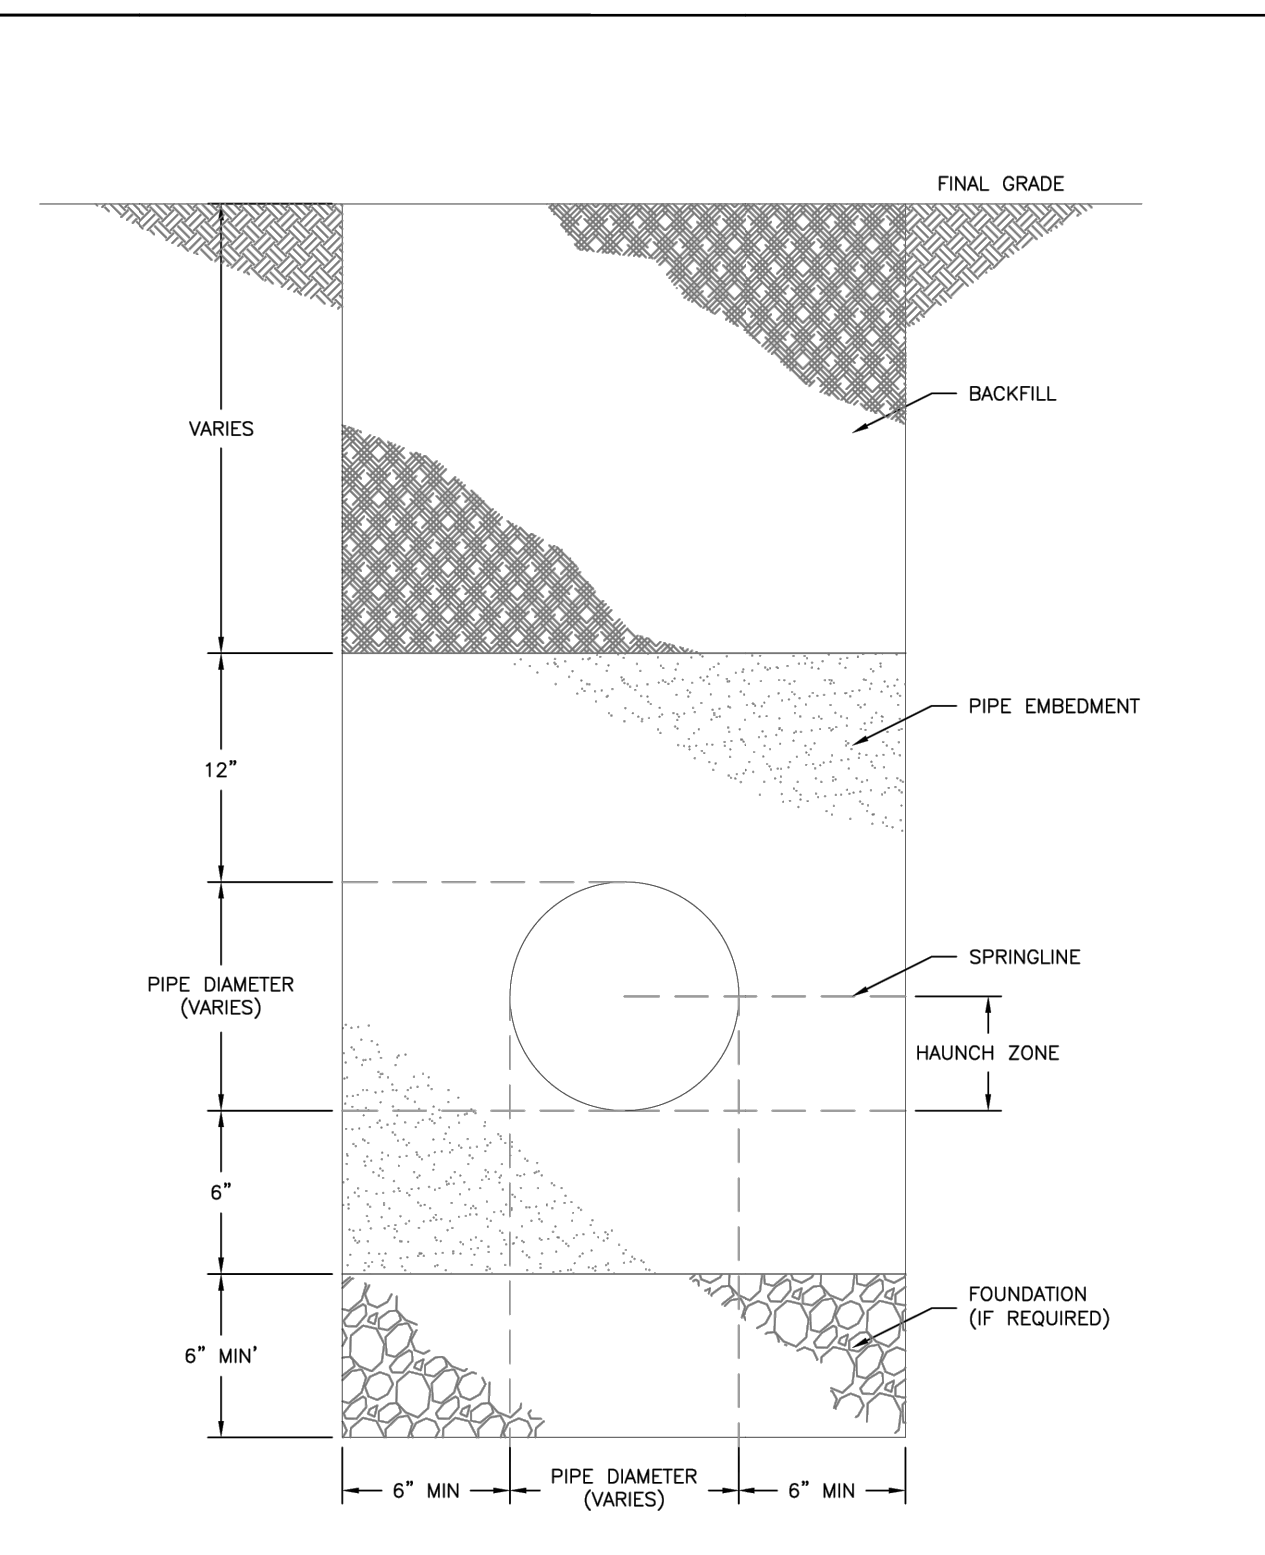 FINAL GRADE
BACKFILL
VARIES
PIPE EMBEDMENT
12”
SPRINGLINE
PIPE DIAMETER
(VARIES)
HAUNCH ZONE
6”
FOUNDATION
(IF REQUIRED)
6” MIN'
6” MIN
PIPE DIAMETER
(VARIES)
6” MIN